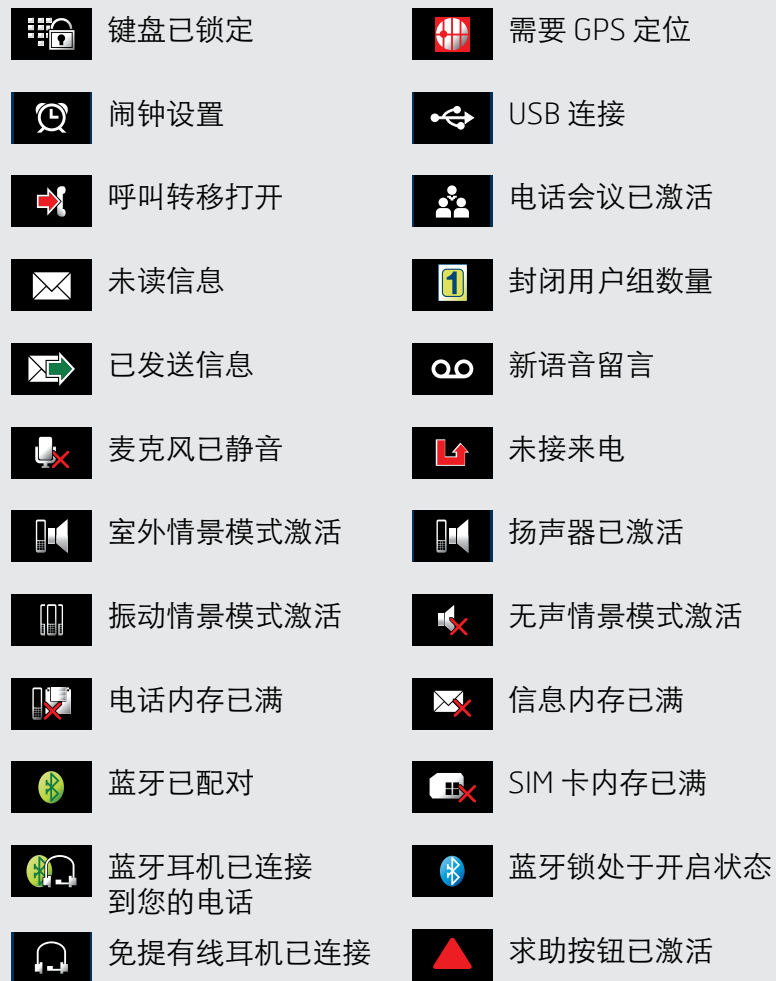 键盘已锁定
需要 GPS 定位
闹钟设置
USB 连接
呼叫转移打开
电话会议已激活
未读信息
1
封闭用户组数量
已发送信息
新语音留言
麦克风已静音
未接来电
室外情景模式激活
扬声器已激活
振动情景模式激活
无声情景模式激活
电话内存已满
信息内存已满
蓝牙已配对
SIM 卡内存已满
蓝牙耳机已连接
到您的电话
蓝牙锁处于开启状态
免提有线耳机已连接
求助按钮已激活